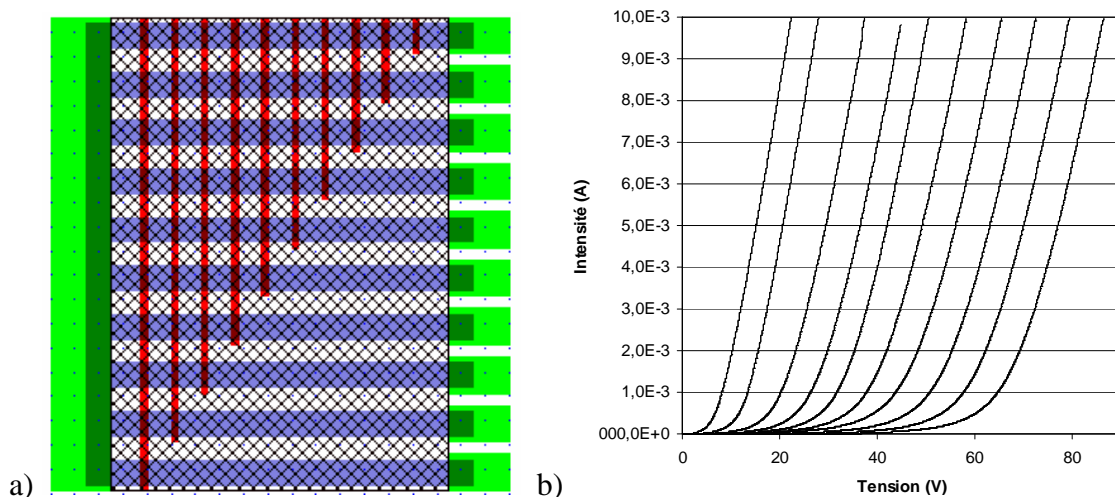 a)
b)
Intensité (A)
10,0E-3
9,0E-3
8,0E-3
7,0E-3
6,0E-3
5,0E-3
4,0E-3
3,0E-3
2,0E-3
1,0E-3
000,0E+0
0 20 40 60 80
Tension (V)